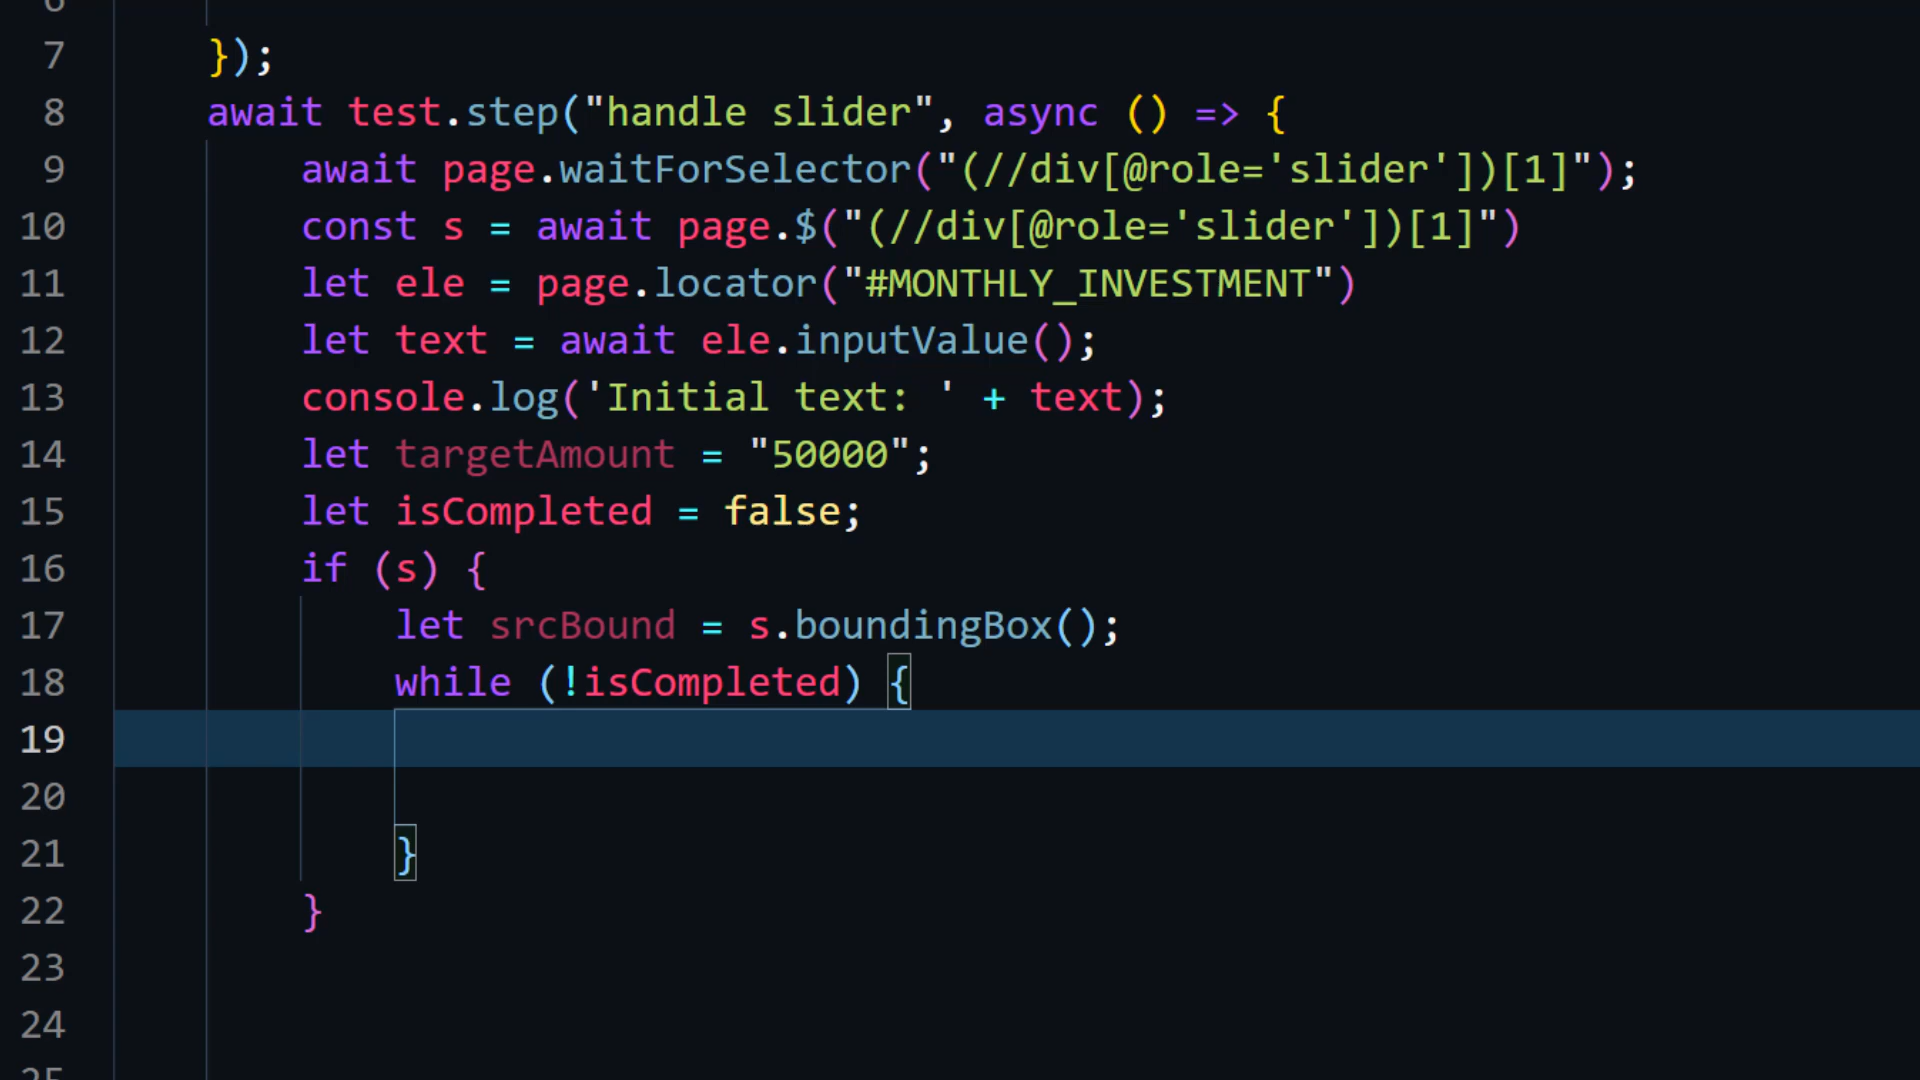 7 });
8 await test.step("handle slider", async () => {
9 await page.waitForSelector("(//div[@role='slider'])[1]");
10 const s = await page.$("(//div[@role='slider'])[1]")
11 let ele = page.locator("#MONTHLY_INVESTMENT")
12 let text = await ele.inputValue();
13 console.log('Initial text: ' + text);
14 let targetAmount = "50000";
15 let isCompleted = false;
16 if (s) {
17 let srcBound = s.boundingBox();
18 while (!isCompleted) {
19
20
21 }
22 }
23
24